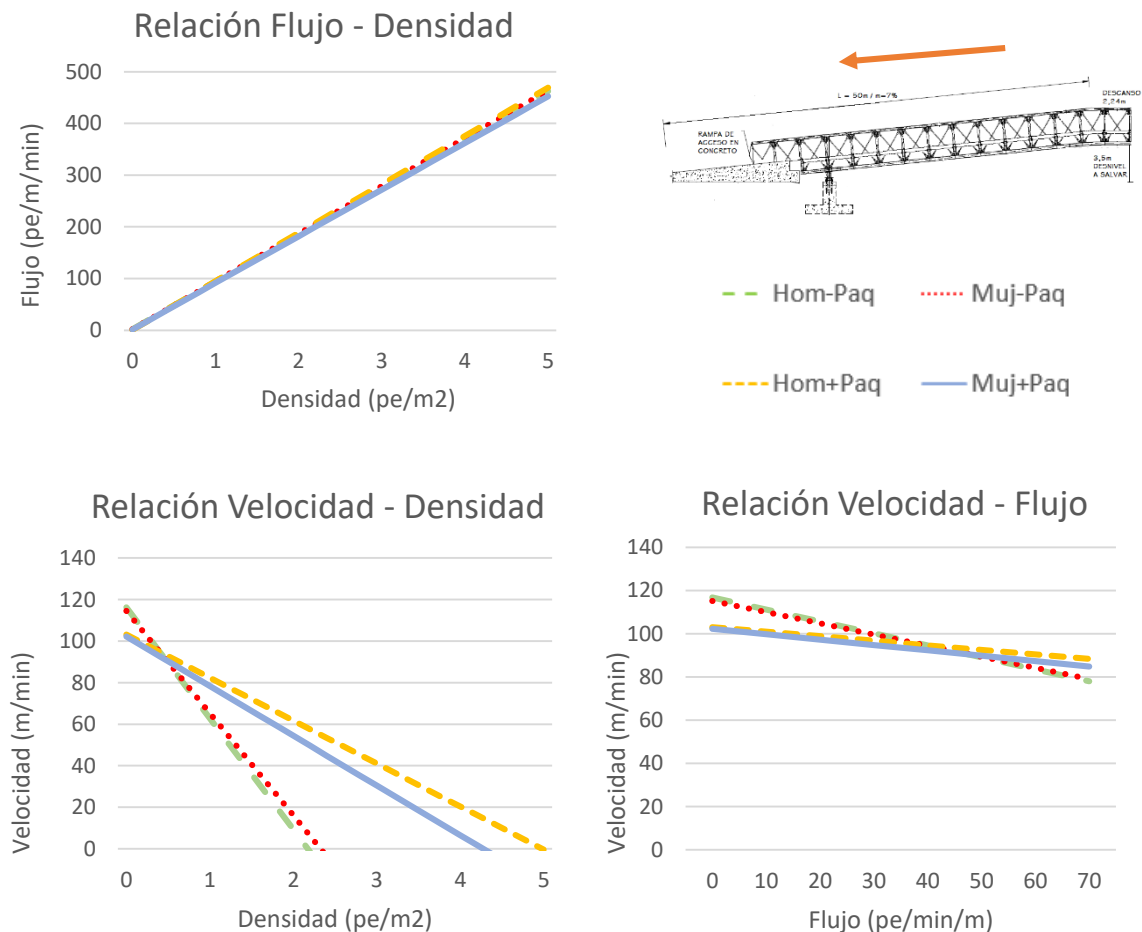 Relación Flujo - Densidad
Flujo (pe/m/min)
500
400
300
200
100
0
0 1 2 3 4 5
Densidad (pe/m2)
L = 50m / m=7%
DESCANSO
2,24m
RAMPA DE
ACCESO EN
CONCRETO
3,5m
DESNIVEL
A SALVAR
Hom-Paq Muj-Paq
Hom+Paq Muj+Paq
Relación Velocidad - Densidad
Velocidad (m/min)
140
120
100
80
60
40
20
0
0 1 2 3 4 5
Densidad (pe/m2)
Relación Velocidad - Flujo
Velocidad (m/min)
140
120
100
80
60
40
20
0
0 10 20 30 40 50 60 70
Flujo (pe/min/m)